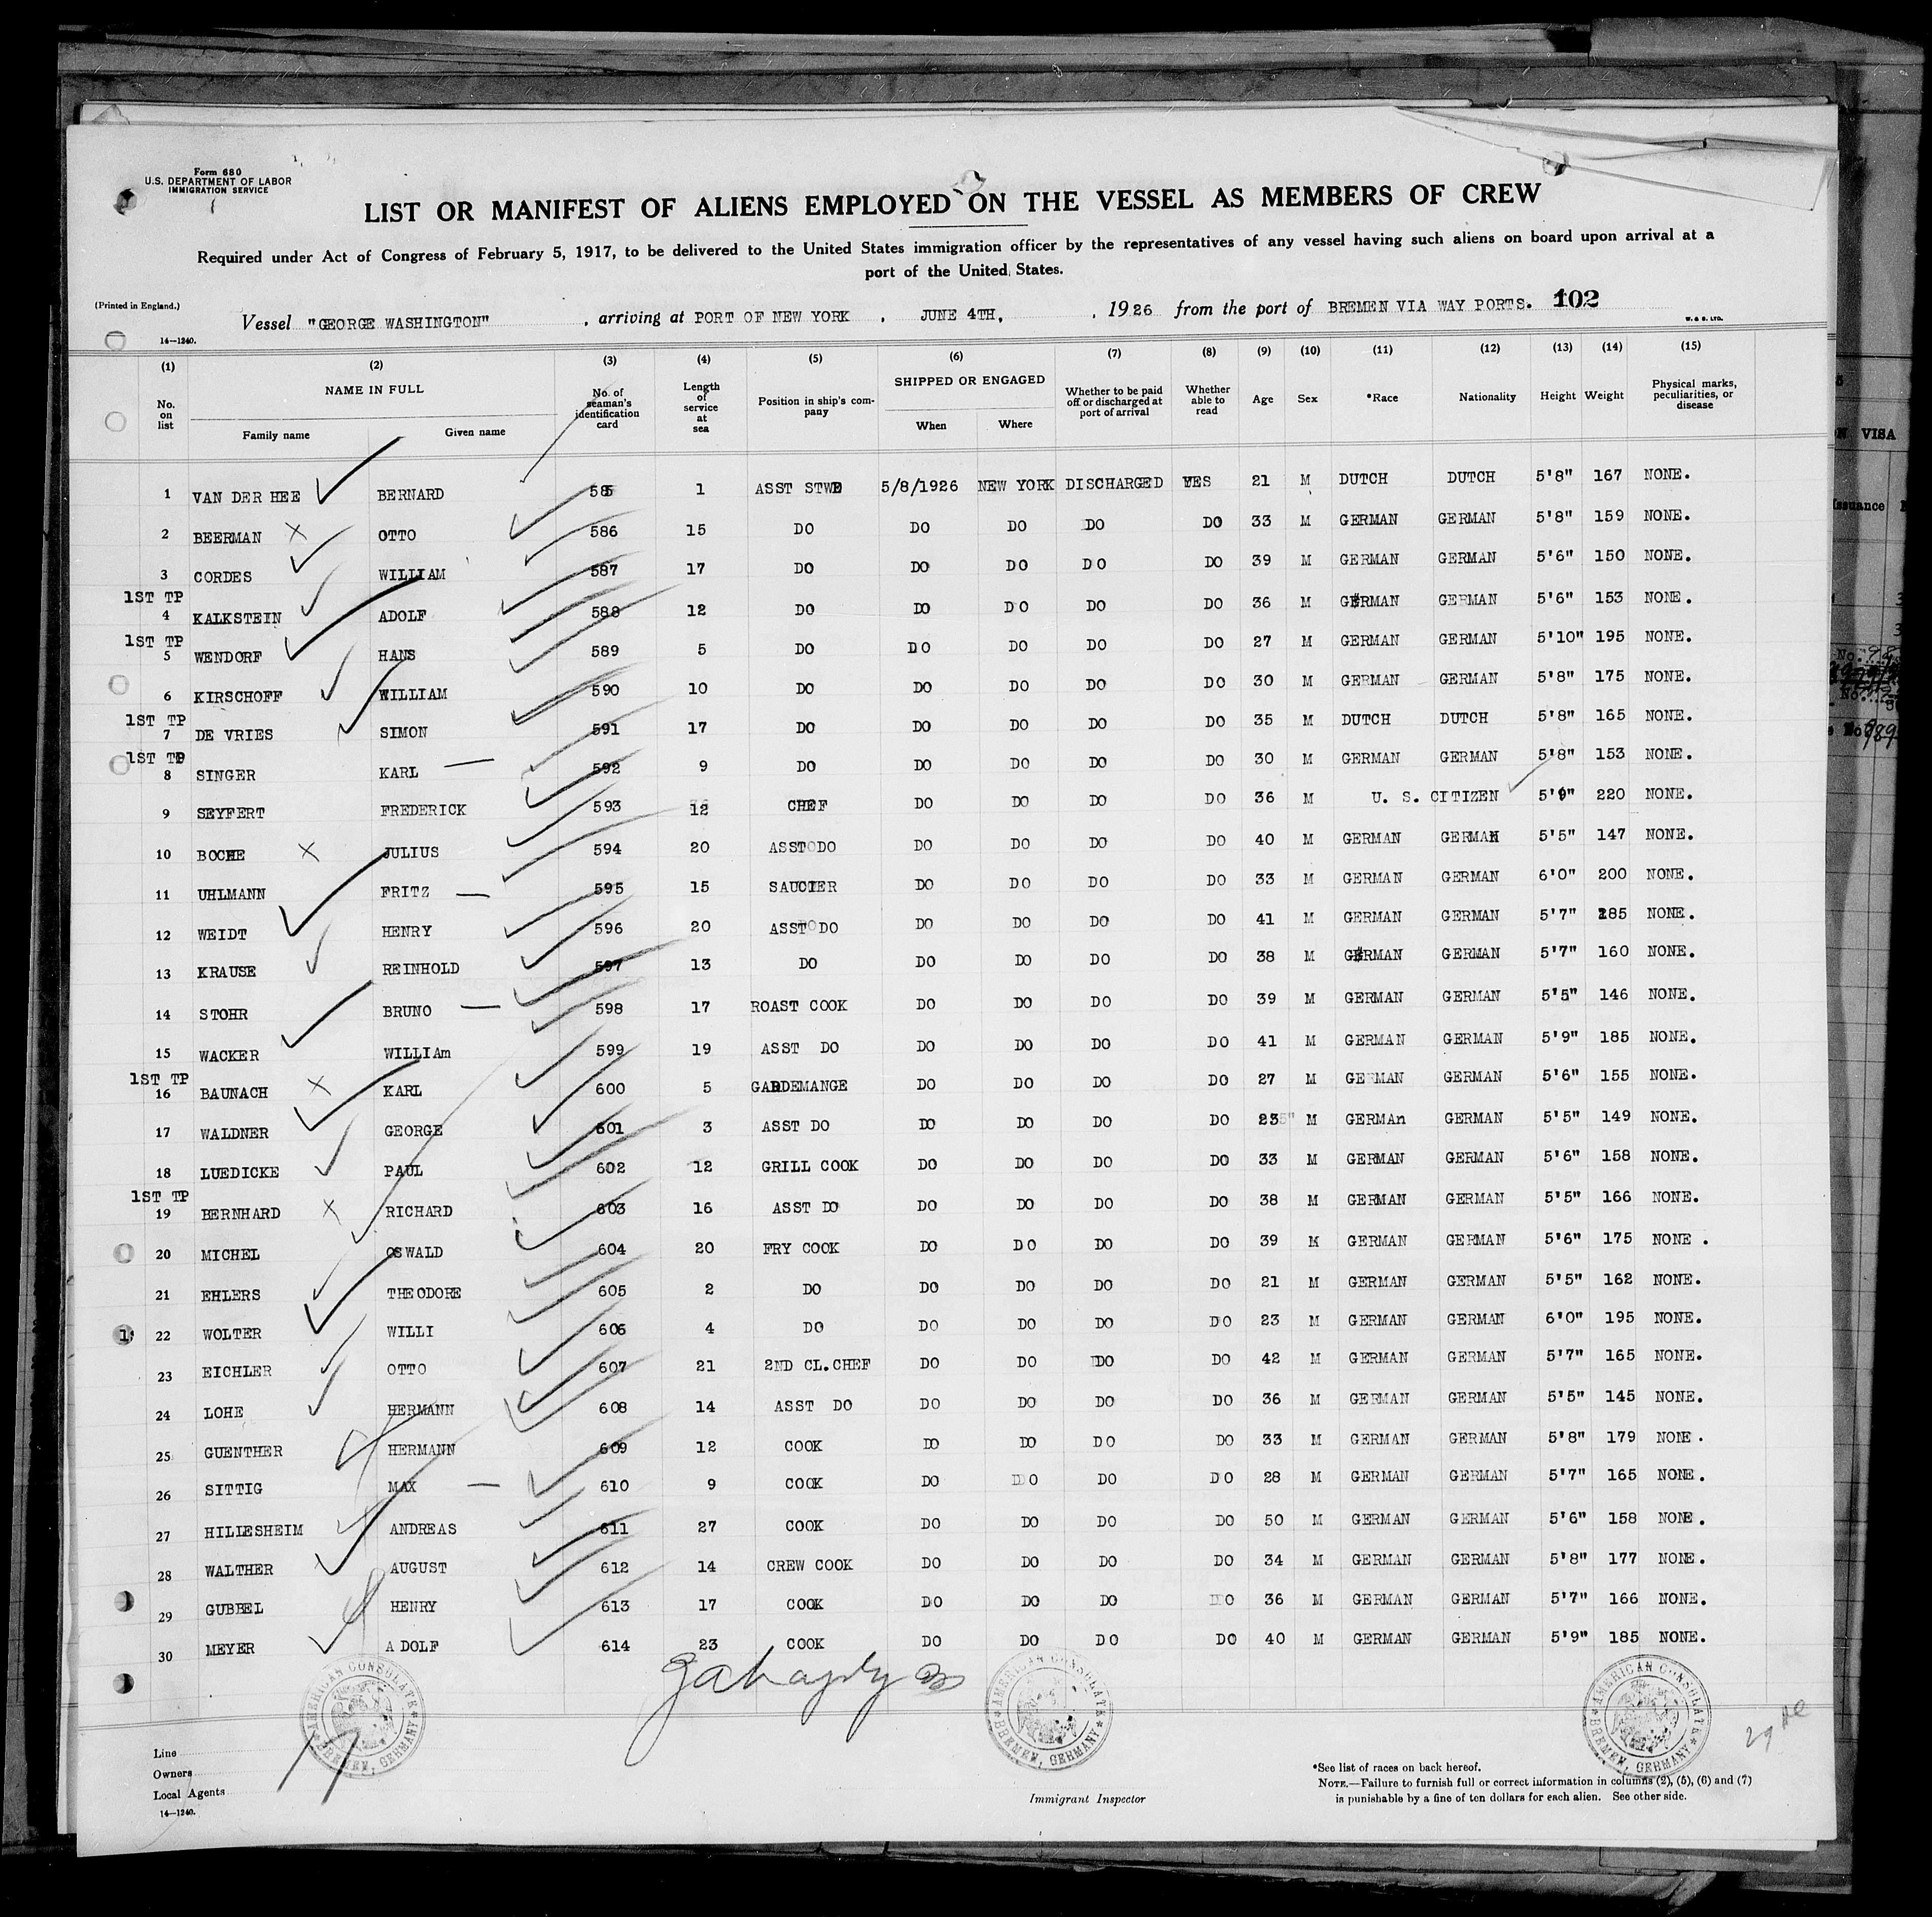 Form 680
U.S. DEPARTMENT OF LABOR
IMMIGRATION SERVICE
LIST OR MANIFEST OF ALIENS EMPLOYED ON THE VESSEL AS MEMBERS OF CREW
Required under Act of Congress of February 5, 1917, to be delivered to the United States immigration officer by the representatives of any vessel having such aliens on board upon arrival at a
port of the United States.
(Printed in England.)
Vessel "GEORGE WASHINGTON", arriving at PORT OF NEW YORK, JUNE 4TH, , 1926 from the port of BREMEN VIA WAY PORTS. 102
14—1240.
W. & S. LTD.
(1) (2) (3) (4) (5) (6) (7) (8) (9) (10) (11) (12) (13) (14) (15)
No. on list NAME IN FULL Family name Given name No. of seaman's identification card Length of service at sea Position in ship's company SHIPPED OR ENGAGED When Where Whether to be paid off or discharged at port of arrival Whether able to read Age Sex *Race Nationality Height Weight Physical marks, peculiarities, or disease
1 VAN DER HEE BERNARD 585 1 ASST STWD 5/8/1926 NEW YORK DISCHARGED YES 21 M DUTCH DUTCH 5'8" 167 NONE.
2 BEERMAN OTTO 586 15 DO DO DO DO DO 33 M GERMAN GERMAN 5'8" 159 NONE.
3 CORDES WILLIAM 587 17 DO DO DO DO DO 39 M GERMAN GERMAN 5'6" 150 NONE.
1ST TP
4 KALKSTEIN ADOLF 588 12 DO DO DO DO DO 36 M GERMAN GERMAN 5'6" 153 NONE.
1ST TP
5 WENDORF HANS 589 5 DO DO DO DO DO 27 M GERMAN GERMAN 5'10" 195 NONE.
6 KIRSCHOFF WILLIAM 590 10 DO DO DO DO DO 30 M GERMAN GERMAN 5'8" 175 NONE.
1ST TP
7 DE VRIES SIMON 591 17 DO DO DO DO DO 35 M DUTCH DUTCH 5'8" 165 NONE.
1ST TP
8 SINGER KARL 592 9 DO DO DO DO DO 30 M GERMAN GERMAN 5'8" 153 NONE.
9 SEYFERT FREDERICK 593 12 CHEF DO DO DO DO 36 M U. S. CITIZEN 220 NONE.
10 BOCHE JULIUS 594 20 ASST DO DO DO DO DO 40 M GERMAN GERMAN 5'5" 147 NONE.
11 UHLMANN FRITZ 595 15 SAUCIER DO DO DO DO 33 M GERMAN GERMAN 6'0" 200 NONE.
12 WEIDT HENRY 596 20 ASST DO DO DO DO DO 41 M GERMAN GERMAN 5'7" 185 NONE.
13 KRAUSE REINHOLD 597 13 DO DO DO DO DO 38 M GERMAN GERMAN 5'7" 160 NONE.
14 STOHR BRUNO 598 17 ROAST COOK DO DO DO DO 39 M GERMAN GERMAN 5'5" 146 NONE.
15 WACKER WILLIAm 599 19 ASST DO DO DO DO DO 41 M GERMAN GERMAN 5'9" 185 NONE.
1ST TP
16 BAUNACH KARL 600 5 GARDEMANGE DO DO DO DO 27 M GERMAN GERMAN 5'6" 155 NONE.
17 WALDNER GEORGE 601 3 ASST DO DO DO DO DO 23 M GERMAn GERMAN 5'5" 149 NONE.
18 LUEDICKE PAUL 602 12 GRILL COOK DO DO DO DO 33 M GERMAN GERMAN 5'6" 158 NONE.
1ST TP
19 BERNHARD RICHARD 603 16 ASST DO DO DO DO DO 38 M GERMAN GERMAN 5'5" 166 NONE.
20 MICHEL OSWALD 604 20 FRY COOK DO DO DO DO 39 M GERMAN GERMAN 5'6" 175 NONE .
21 EHLERS THEODORE 605 2 DO DO DO DO DO 21 M GERMAN GERMAN 5'5" 162 NONE.
22 WOLTER WILLI 606 4 DO DO DO DO DO 23 M GERMAN GERMAN 6'0" 195 NONE.
23 EICHLER OTTO 607 21 2ND CL.CHEF DO DO DO DO 42 M GERMAN GERMAN 5'7" 165 NONE.
24 LOHE HERMANN 608 14 ASST DO DO DO DO DO 36 M GERMAN GERMAN 5'5" 145 NONE.
25 GUENTHER HERMANN 609 12 COOK DO DO DO DO 33 M GERMAN GERMAN 5'8" 179 NONE .
26 SITTIG MAX 610 9 COOK DO DO DO DO 28 M GERMAN GERMAN 5'7" 165 NONE.
27 HILLESHEIM ANDREAS 611 27 COOK DO DO DO DO 50 M GERMAN GERMAN 5'6" 158 NONE.
28 WALTHER AUGUST 612 14 CREW COOK DO DO DO DO 34 M GERMAN GERMAN 5'8" 177 NONE.
29 GUBBEL HENRY 613 17 COOK DO DO DO DO 36 M GERMAN GERMAN 5'7" 166 NONE.
30 MEYER ADOLF 614 23 COOK DO DO DO DO 40 M GERMAN GERMAN 5'9" 185 NONE.
AMERICAN CONSULATE BREMEN, GERMANY
AMERICAN CONSULATE BREMEN, GERMANY
AMERICAN CONSULATE BREMEN, GERMANY
17
Line
Owners
Local Agents
14—1240.
Immigrant Inspector
*See list of races on back hereof.
NOTE.—Failure to furnish full or correct information in columns (2), (5), (6) and (7)
is punishable by a fine of ten dollars for each alien. See other side.
VISA
Issuance